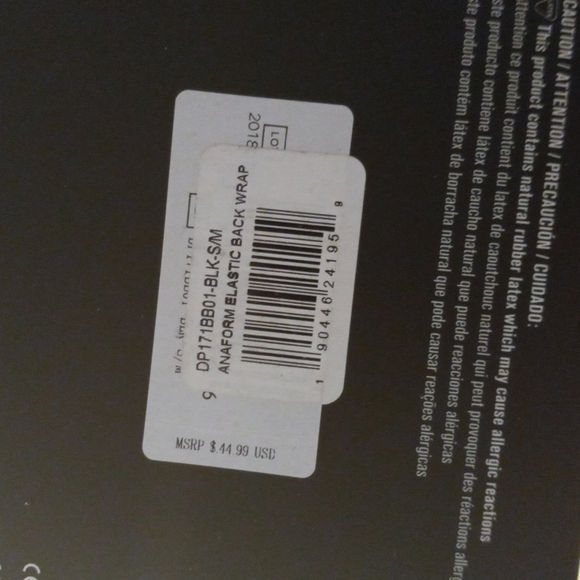 CAUTION / ATTENTION / PRECAUCIÓN / CUIDADO:
This product contains natural rubber latex which may cause allergic reactions
Attention ce produit contient du latex de caoutchouc naturel qui peut provoquer des réactions
este producto contiene látex de caucho natural que puede reacciones alérgicas
este produto contém látex de borracha natural que pode causar reações alérgicas
2018
DP171BB01-BLK-S/M
ANAFORM ELASTIC BACK WRAP
1 90446 24195 9
MSRP $ 44.99 USD